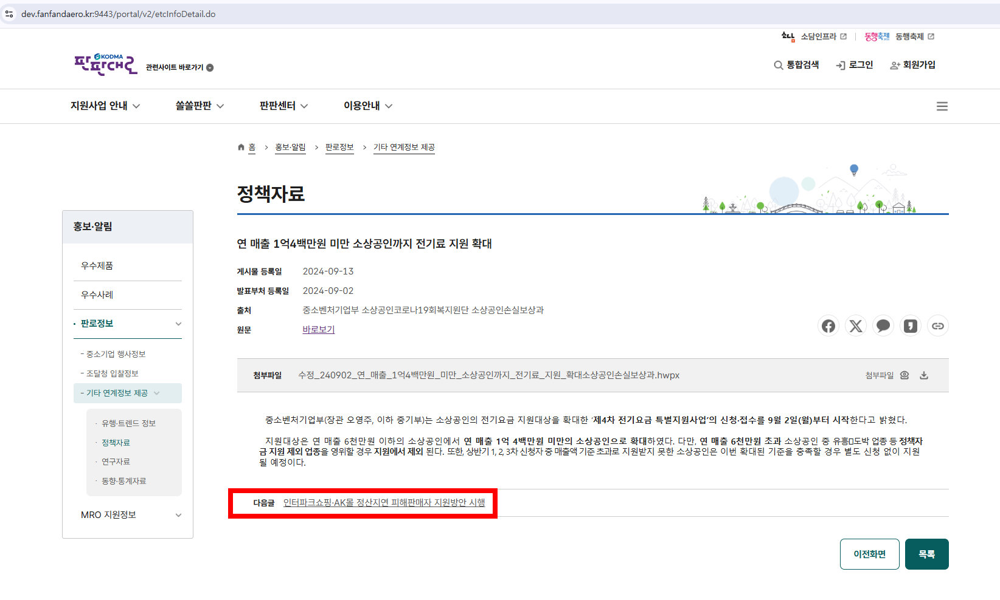 dev.fanfandaero.kr:9443/portal/v2/etcInfoDetail.do
소담 소담인프라 동행축제 동행축제
KODMA
판판대로 관련사이트 바로가기
통합검색 로그인 회원가입
지원사업 안내 쏠쏠판판 판판센터 이용안내
홈 > 홍보·알림 > 판로정보 > 기타 연계정보 제공
정책자료
홍보·알림
우수제품
우수사례
· 판로정보
- 중소기업 행사정보
- 조달청 입찰정보
- 기타 연계정보 제공
· 유행·트렌드 정보
· 정책자료
· 연구자료
· 동향·통계자료
MRO 지원정보
연 매출 1억4백만원 미만 소상공인까지 전기료 지원 확대
게시물 등록일 2024-09-13
발표부처 등록일 2024-09-02
출처 중소벤처기업부 소상공인코로나19회복지원단 소상공인손실보상과
원문 바로보기
첨부파일 수정_240902_연_매출_1억4백만원_미만_소상공인까지_전기료_지원_확대소상공인손실보상과.hwpx 첨부파일
중소벤처기업부(장관 오영주, 이하 중기부)는 소상공인의 전기요금 지원대상을 확대한 ‘제4차 전기요금 특별지원사업’의 신청·접수를 9월 2일(월)부터 시작한다고 밝혔다.
지원대상은 연 매출 6천만원 이하의 소상공인에서 연 매출 1억 4백만원 미만의 소상공인으로 확대하였다. 다만, 연 매출 6천만원 초과 소상공인 중 유흥▯도박 업종 등 정책자
금 지원 제외 업종을 영위할 경우 지원에서 제외 된다. 또한, 상반기 1, 2, 3차 신청자 중 매출액 기준 초과로 지원받지 못한 소상공인은 이번 확대된 기준을 충족할 경우 별도 신청 없이 지원
될 예정이다.
다음글 인터파크쇼핑·AK몰 정산지연 피해판매자 지원방안 시행
이전화면 목록